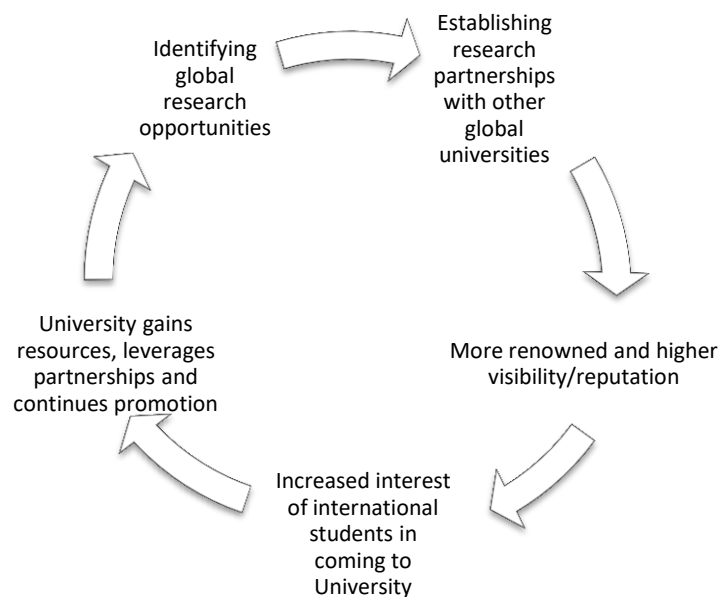 Identifying
global
research
opportunities
Establishing
research
partnerships
with other
global
universities
More renowned and higher
visibility/reputation
Increased interest
of international
students in
coming to
University
University gains
resources, leverages
partnerships and
continues promotion